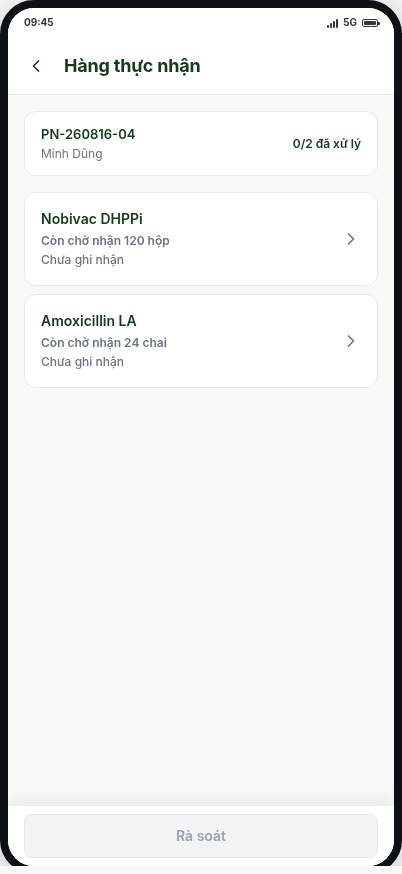 09:45
5G
Hàng thực nhận
PN-260816-04
Minh Dũng
0/2 đã xử lý
Nobivac DHPPi
Còn chờ nhận 120 hộp
Chưa ghi nhận
Amoxicillin LA
Còn chờ nhận 24 chai
Chưa ghi nhận
Rà soát